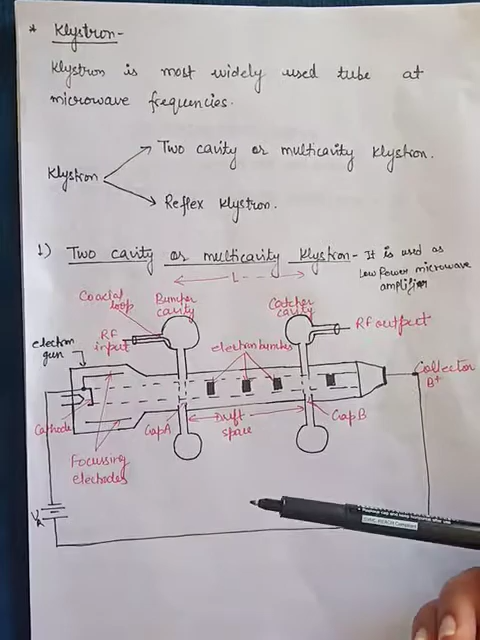 * Klystron-
Klystron is most widely used tube at
microwave frequencies.
Klystron
Two cavity or multicavity Klystron.
Reflex Klystron.
1) Two cavity or multicavity Klystron- It is used as
Low Power microwave
amplifier
L
Coaxial
loop
Buncher
cavity
Catcher
cavity
RF
input
RF output
electron bunches
electron
gun
Collector
B+
Cathode
Gap A
Drift
space
Gap B
Focussing
electrodes